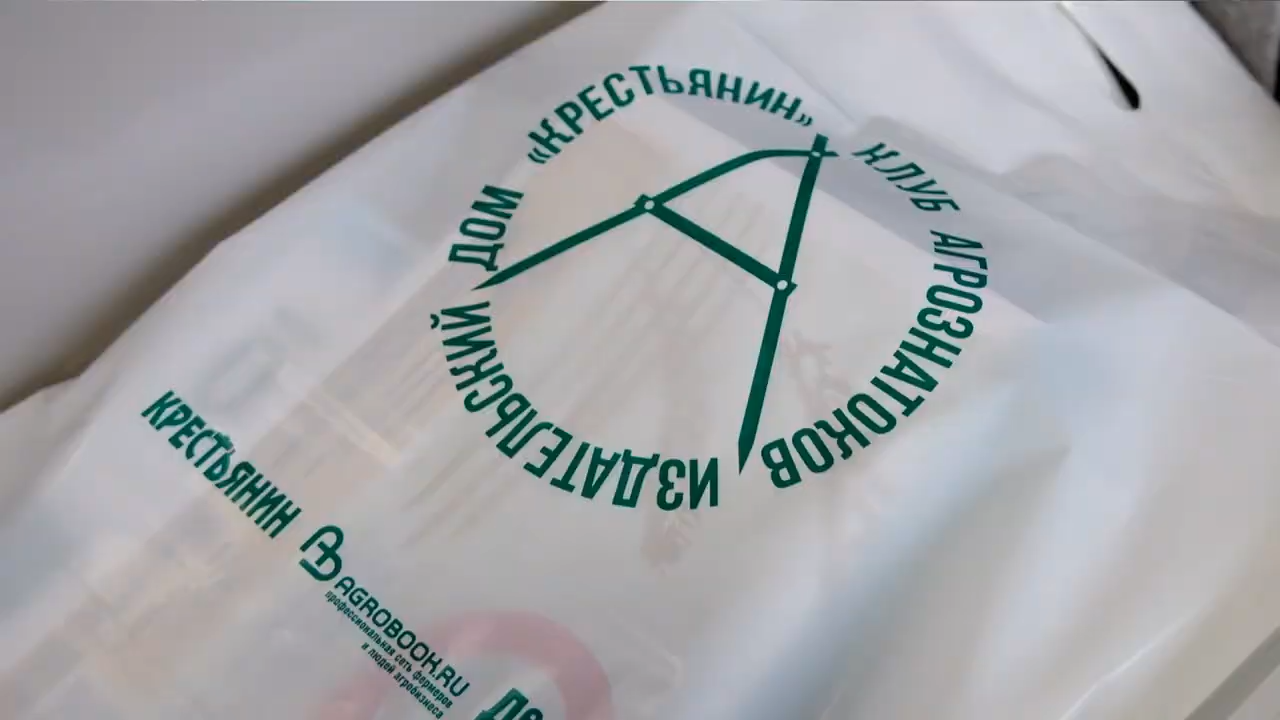 ИЗДАТЕЛЬСКИЙ ДОМ «КРЕСТЬЯНИН»
КЛУБ АГРОЗНАТОКОВ
КРЕСТЬЯНИН
AGROBOOK.RU
профессиональная сеть фермеров
и людей агробизнеса